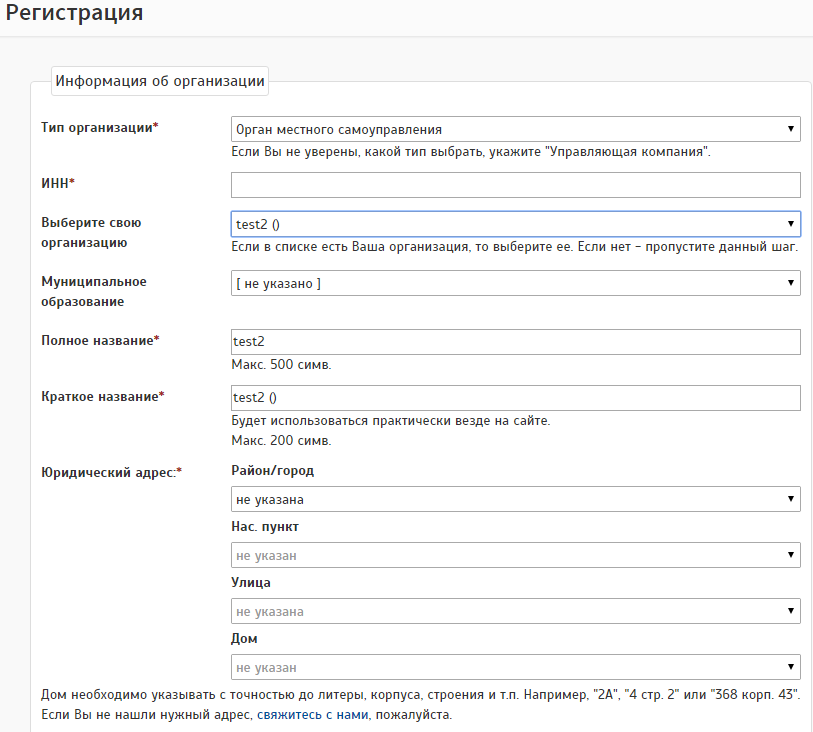 Регистрация
Информация об организации
Тип организации*
Орган местного самоуправления
Если Вы не уверены, какой тип выбрать, укажите "Управляющая компания".
ИНН*
Выберите свою
организацию
test2 ()
Если в списке есть Ваша организация, то выберите ее. Если нет - пропустите данный шаг.
Муниципальное
образование
[ не указано ]
Полное название*
test2
Макс. 500 симв.
Краткое название*
test2 ()
Будет использоваться практически везде на сайте.
Макс. 200 симв.
Юридический адрес:*
Район/город
не указана
Нас. пункт
не указан
Улица
не указана
Дом
не указан
Дом необходимо указывать с точностью до литеры, корпуса, строения и т.п. Например, "2А", "4 стр. 2" или "368 корп. 43".
Если Вы не нашли нужный адрес, свяжитесь с нами, пожалуйста.